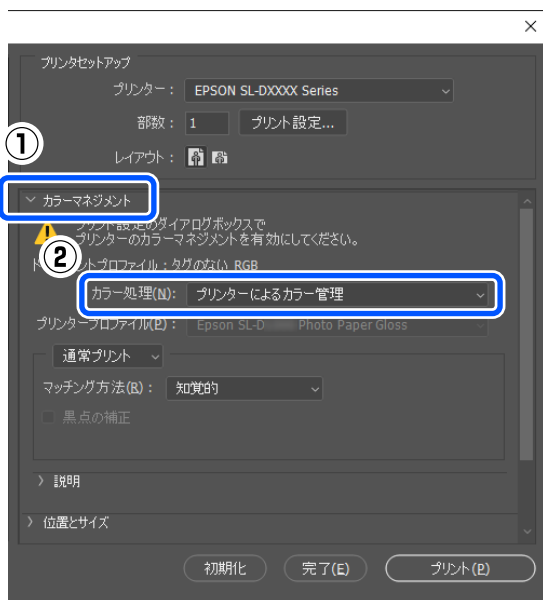 プリンタセットアップ
プリンター： EPSON SL-DXXXX Series
部数： 1 プリント設定...
①
レイアウト：
カラーマネジメント
プリント設定のダイアログボックスで
プリンターのカラーマネジメントを有効にしてください。
②
ドキュメントプロファイル：タグのない RGB
カラー処理(N): プリンターによるカラー管理
プリンタープロファイル(P)： Epson SL-D Photo Paper Gloss
通常プリント
マッチング方法(R)： 知覚的
黒点の補正
説明
位置とサイズ
初期化 完了(E) プリント(P)